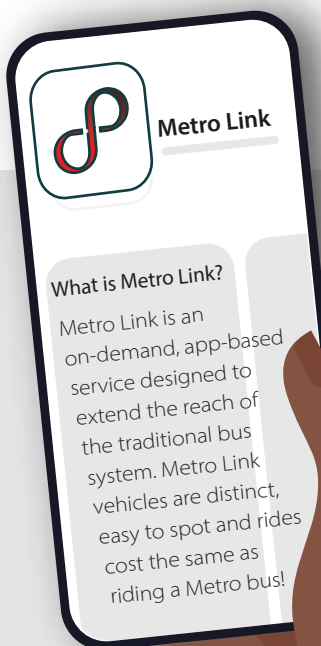 Metro Link
What is Metro Link?
Metro Link is an
on-demand, app-based
service designed to
extend the reach of
the traditional bus
system. Metro Link
vehicles are distinct,
easy to spot and rides
cost the same as
riding a Metro bus!